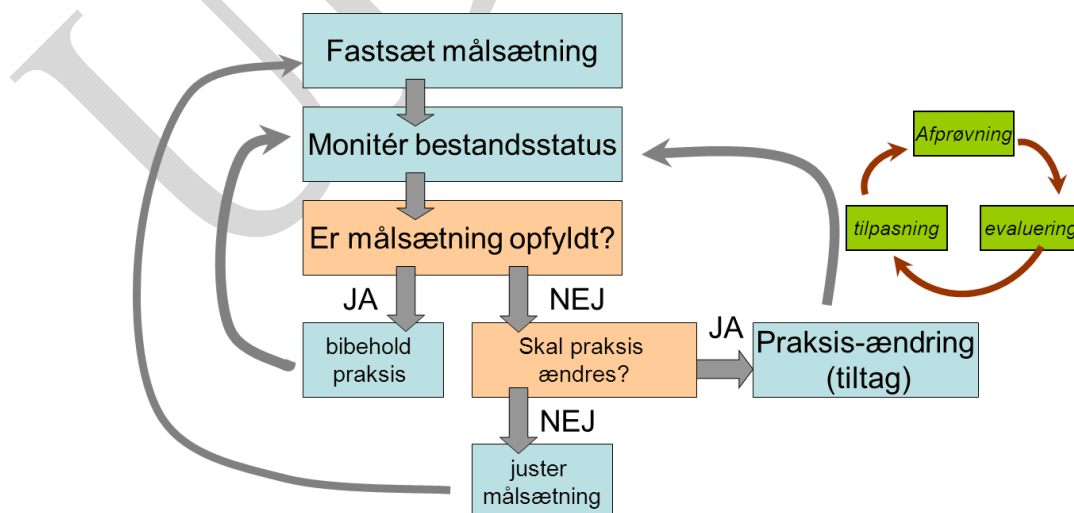 Fastsæt målsætning
Monitér bestandsstatus
Er målsætning opfyldt?
JA
NEJ
bibehold
praksis
Skal praksis
ændres?
JA
Praksis-ændring
(tiltag)
NEJ
juster
målsætning
Afprøvning
tilpasning
evaluering